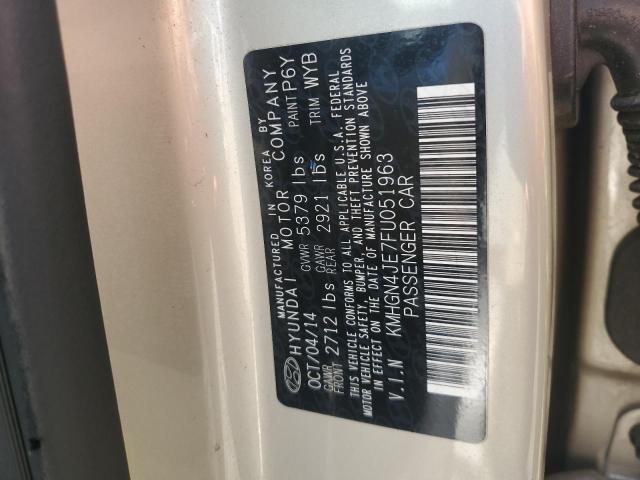 MANUFACTURED IN KOREA BY
HYUNDAI MOTOR COMPANY
OCT/04/14 GVWR 5379 lbs PAINT P6Y
GAWR FRONT 2712 lbs GAWR REAR 2921 lbs TRIM WYB
THIS VEHICLE CONFORMS TO ALL APPLICABLE U.S.A. FEDERAL
MOTOR VEHICLE SAFETY, BUMPER, AND THEFT PREVENTION STANDARDS
IN EFFECT ON THE DATE OF MANUFACTURE SHOWN ABOVE
V.I.N KMHGN4JE7FU051963
PASSENGER CAR